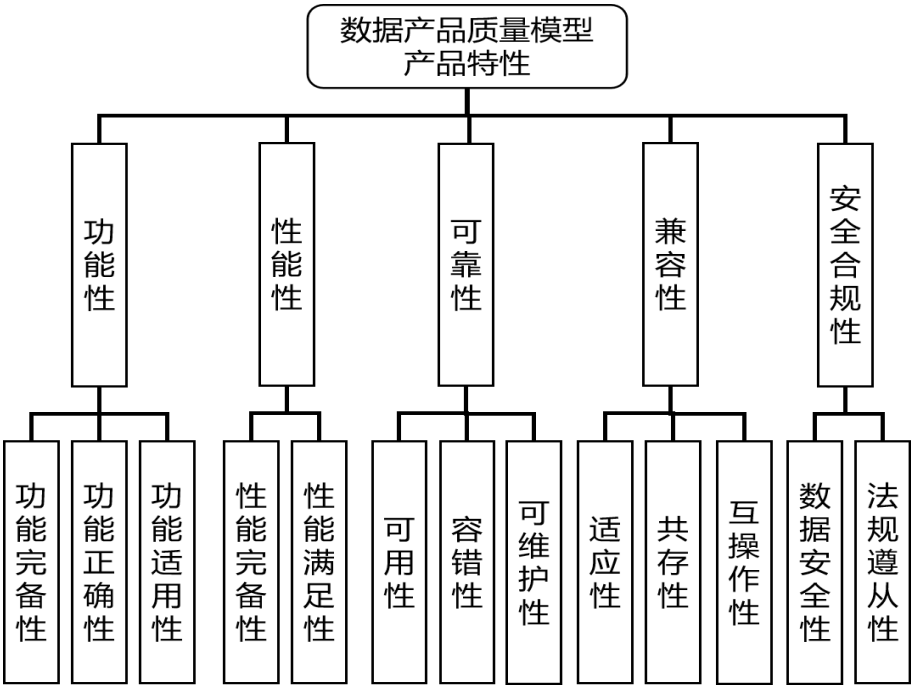 数据产品质量模型
产品特性
功能性
性能性
可靠性
兼容性
安全合规性
功能完备性
功能正确性
功能适用性
性能完备性
性能满足性
可用性
容错性
可维护性
适应性
共存性
互操作性
数据安全性
法规遵从性